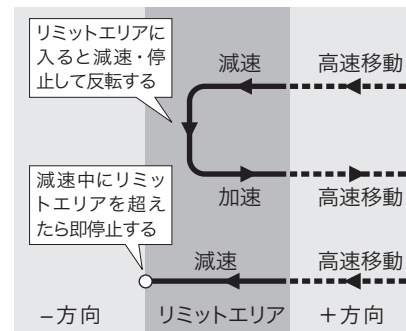 リミットエリアに
入ると減速・停
止して反転する
減速
高速移動
加速
高速移動
減速中にリミッ
トエリアを超え
たら即停止する
減速
高速移動
−方向
リミットエリア
＋方向